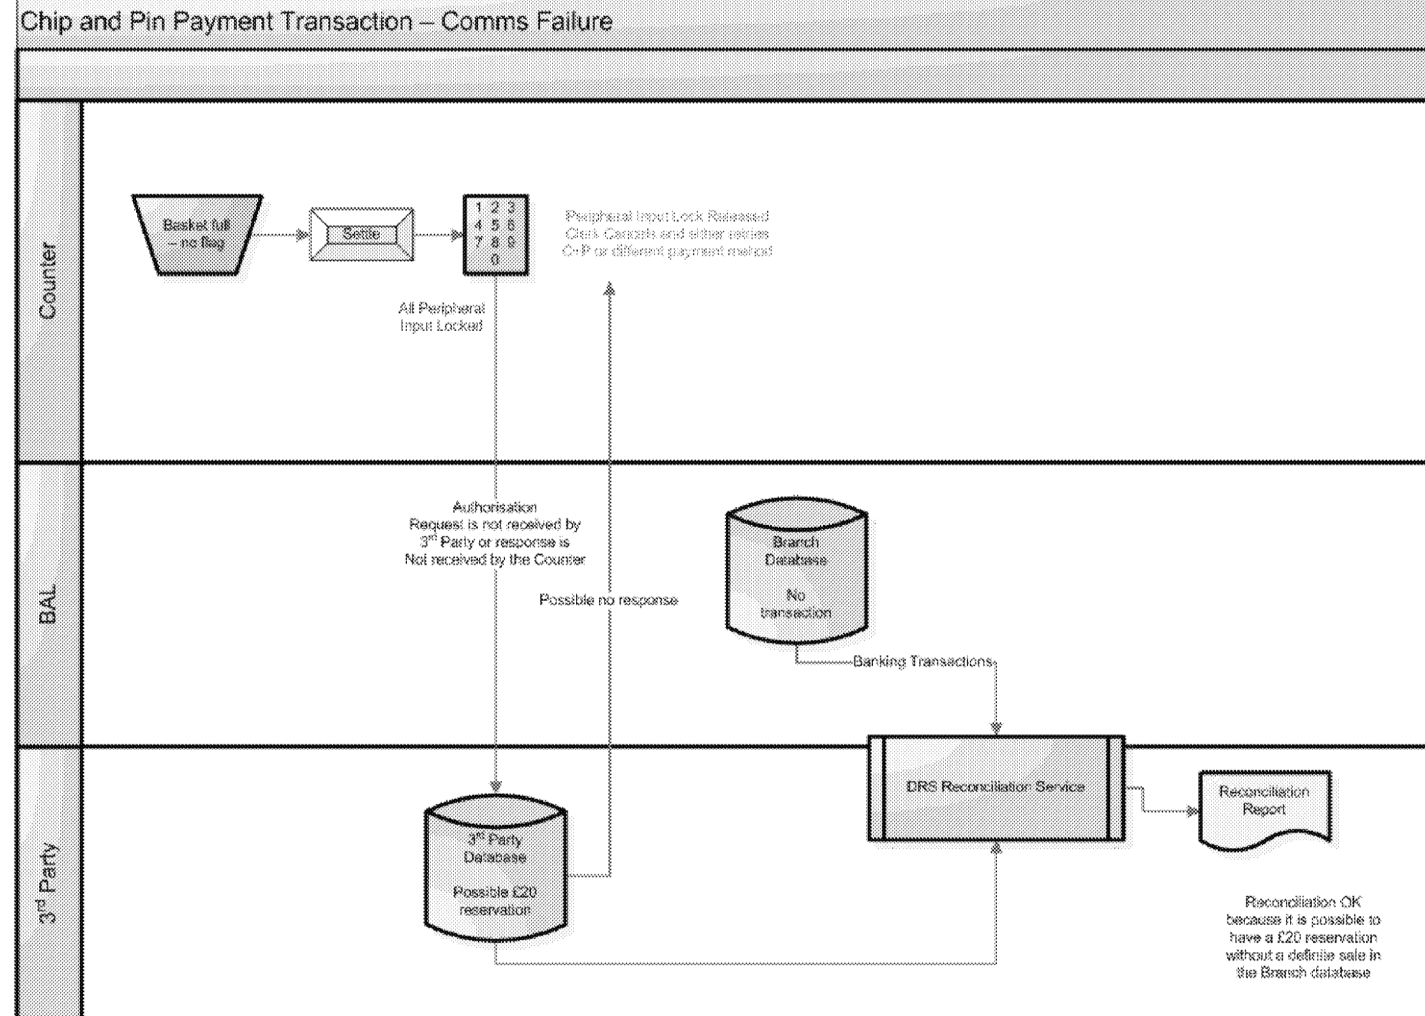 Chip and Pin Payment Transaction – Comms Failure
Counter
Basket full
– no flag
Settle
1 2 3
4 5 6
7 8 9
0
Peripheral Input Lock Released
Clerk Cancels and either retries
C+P or different payment method
All Peripheral
Input Locked
BAL
Authorisation
Request is not received by
3rd Party or response is
Not received by the Counter
Possible no response
Branch
Database
No
transaction
Banking Transactions
3rd Party
3rd Party
Database
Possible £20
reservation
DRS Reconciliation Service
Reconciliation
Report
Reconciliation OK
because it is possible to
have a £20 reservation
without a definite sale in
the Branch database